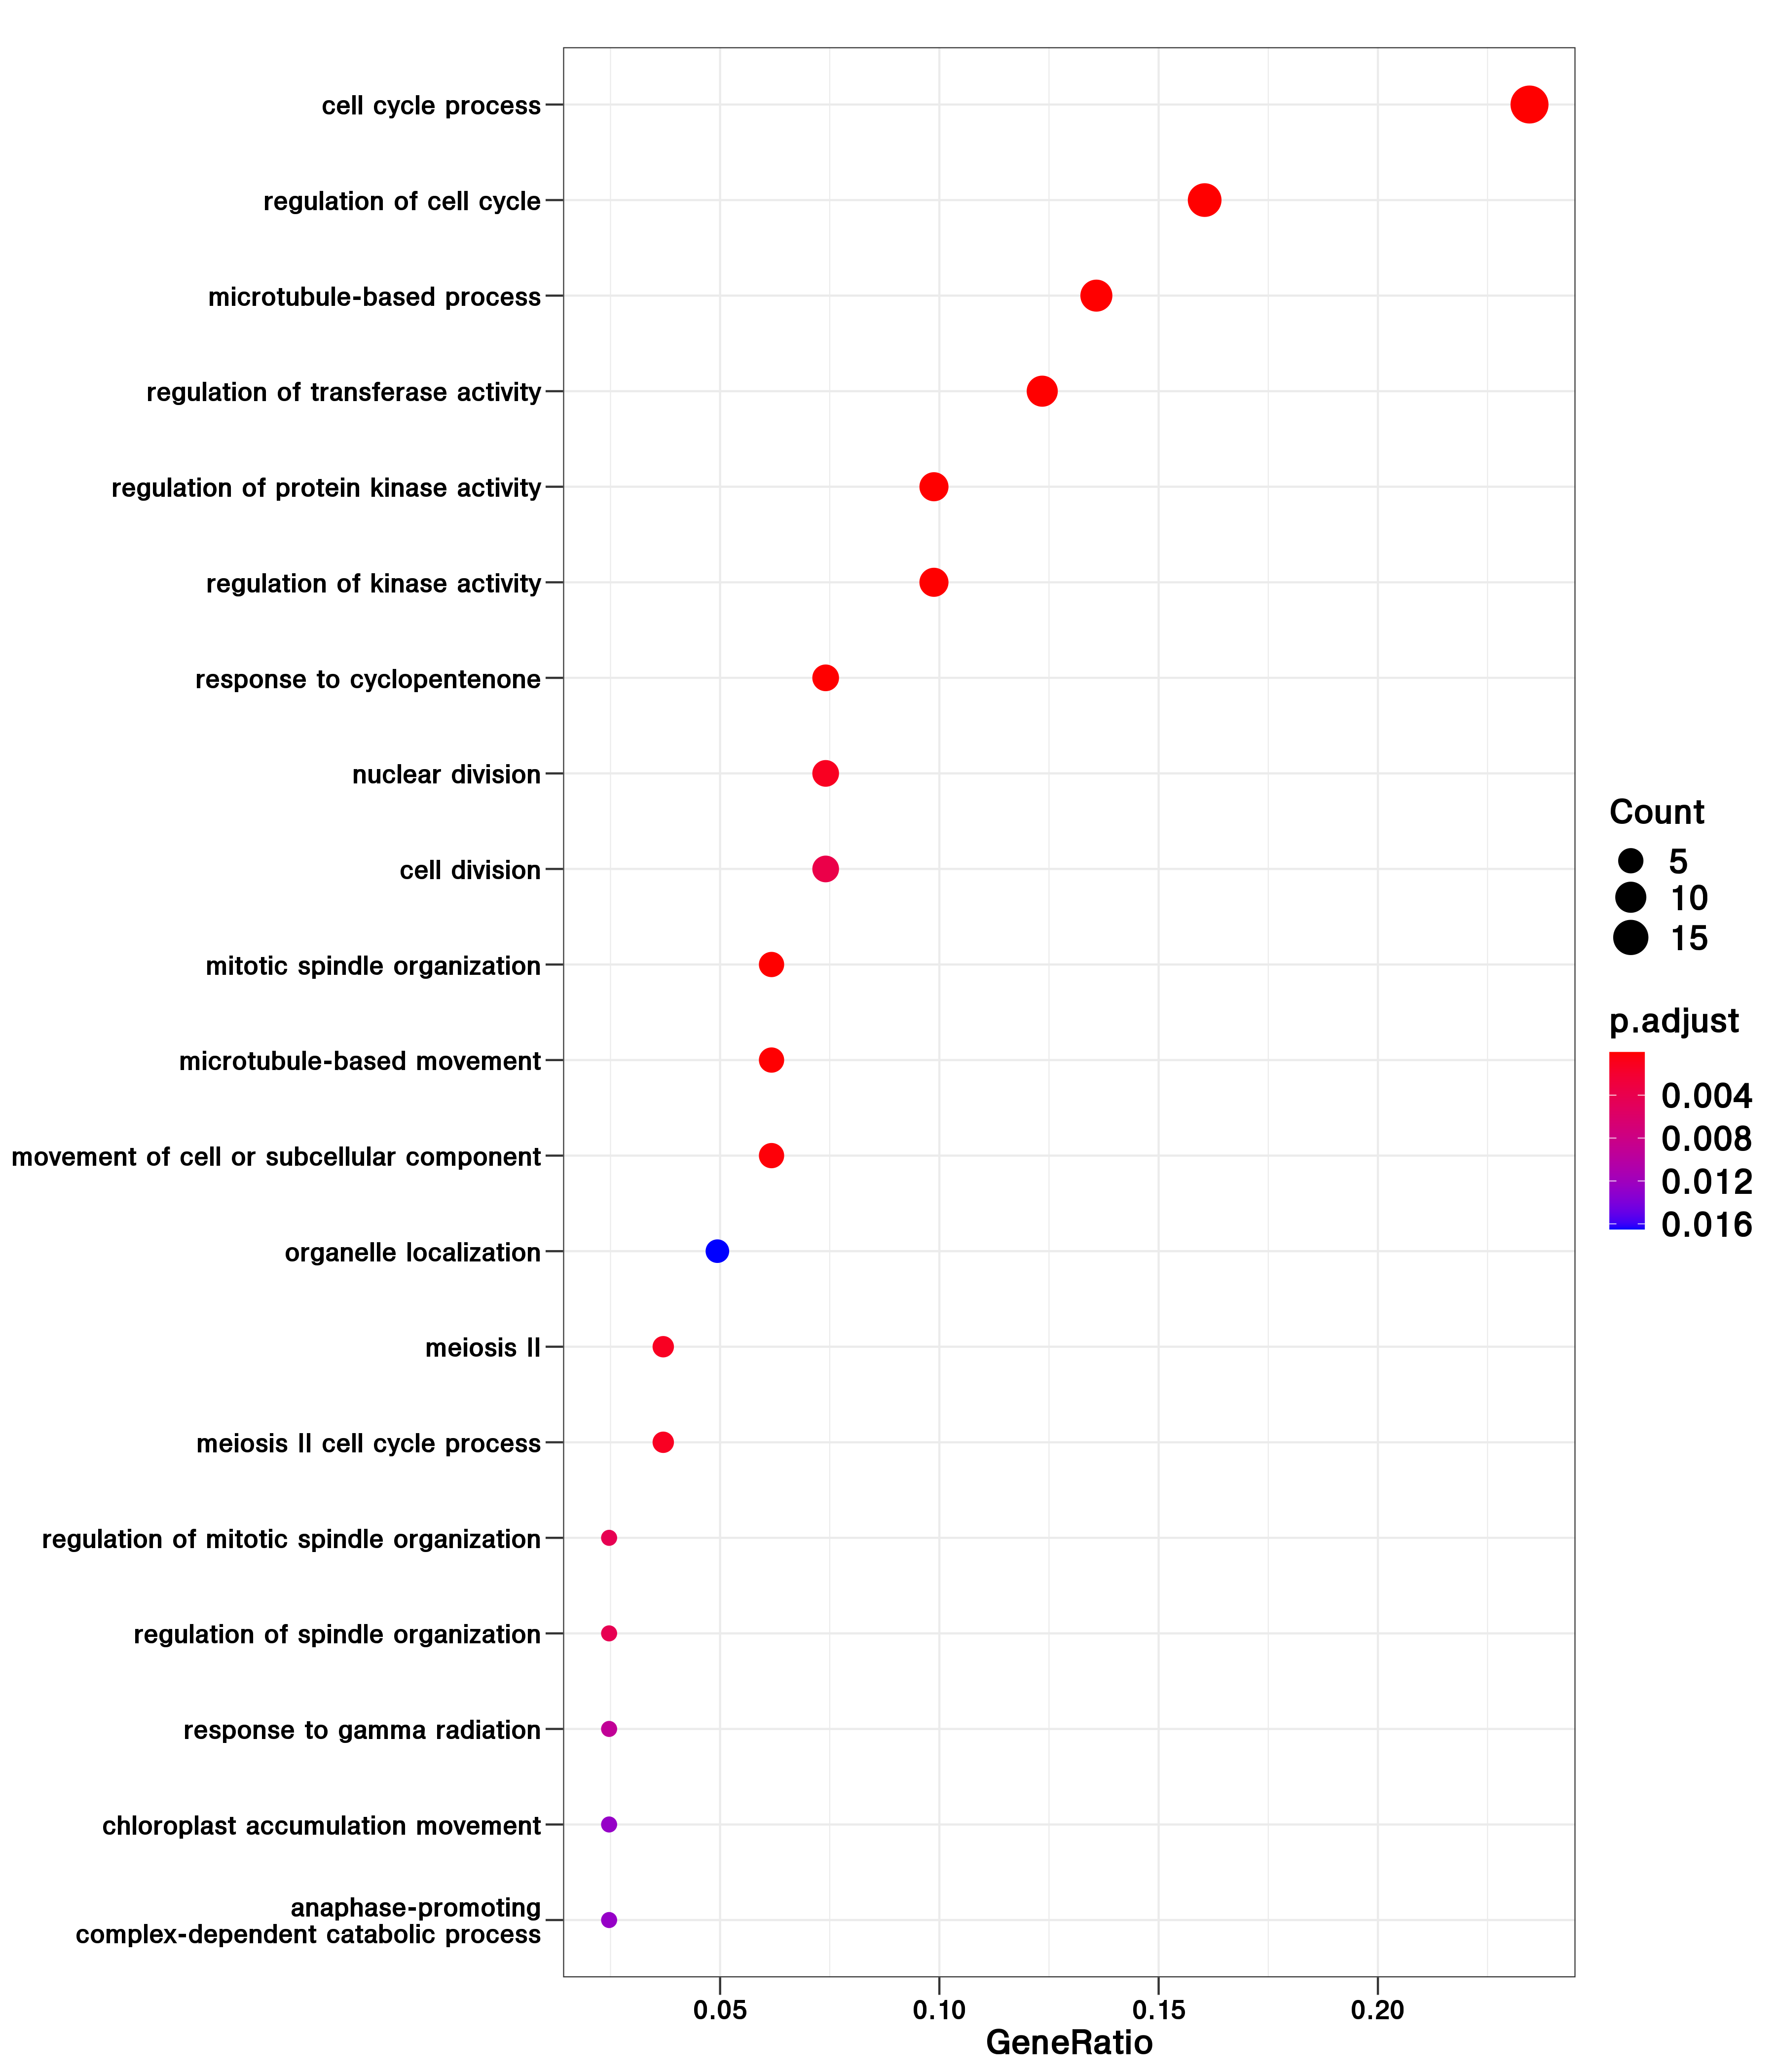 cell cycle process
regulation of cell cycle
microtubule-based process
regulation of transferase activity
regulation of protein kinase activity
regulation of kinase activity
response to cyclopentenone
nuclear division
cell division
mitotic spindle organization
microtubule-based movement
movement of cell or subcellular component
organelle localization
meiosis II
meiosis II cell cycle process
regulation of mitotic spindle organization
regulation of spindle organization
response to gamma radiation
chloroplast accumulation movement
anaphase-promoting
complex-dependent catabolic process
0.05 0.10 0.15 0.20
GeneRatio
Count
5
10
15
p.adjust
0.004
0.008
0.012
0.016